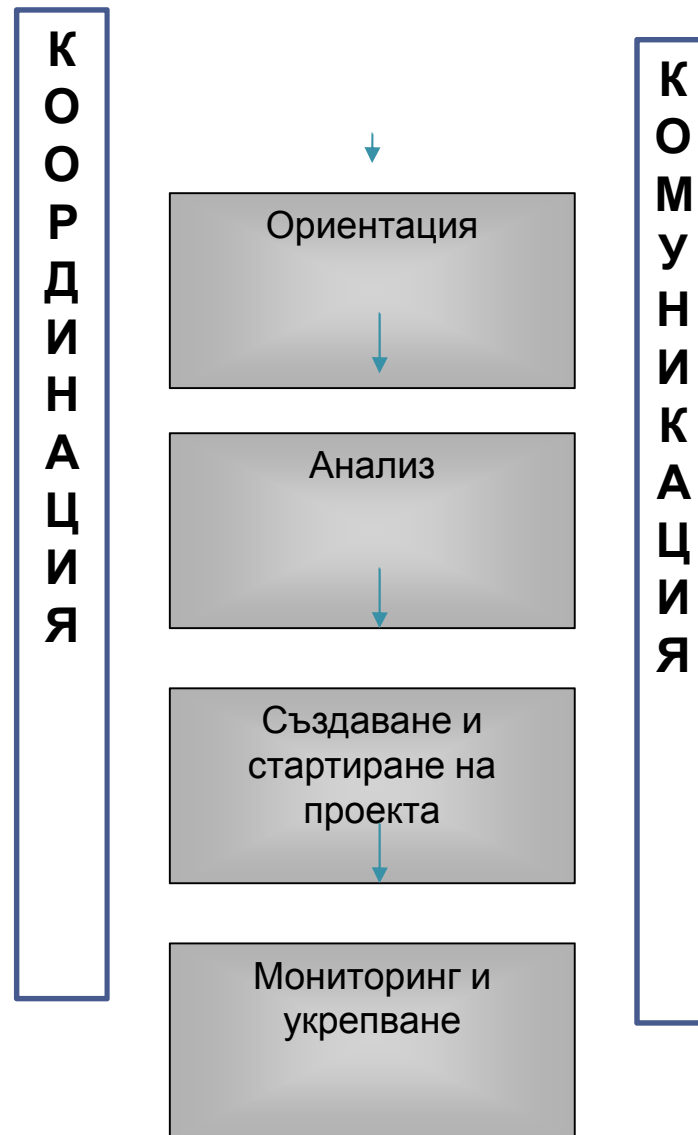 КООРДИНАЦИЯ
Ориентация
Анализ
Създаване и
стартиране на
проекта
Мониторинг и
укрепване
КОМУНИКАЦИЯ